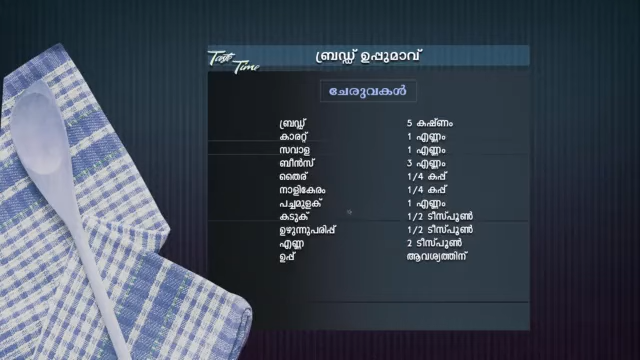 Taste Time
ബ്രഡ്ഡ് ഉപ്പുമാവ്
ചേരുവകൾ
ബ്രഡ്ഡ് 5 കഷ്ണം
കാരറ്റ് 1 എണ്ണം
സവാള 1 എണ്ണം
ബീൻസ് 3 എണ്ണം
തൈര് 1/4 കപ്പ്
നാളികേരം 1/4 കപ്പ്
പച്ചമുളക് 1 എണ്ണം
കടുക് 1/2 ടീസ്പൂൺ
ഉഴുന്നുപരിപ്പ് 1/2 ടീസ്പൂൺ
എണ്ണ 2 ടീസ്പൂൺ
ഉപ്പ് ആവശ്യത്തിന്